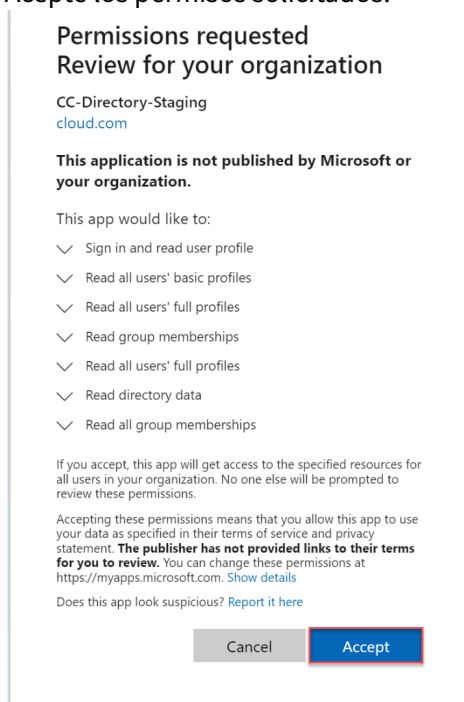 Acepte los permisos solicitados.
Permissions requested
Review for your organization
CC-Directory-Staging
cloud.com
This application is not published by Microsoft or
your organization.
This app would like to:
Sign in and read user profile
Read all users' basic profiles
Read all users' full profiles
Read group memberships
Read all users' full profiles
Read directory data
Read all group memberships
If you accept, this app will get access to the specified resources for
all users in your organization. No one else will be prompted to
review these permissions.
Accepting these permissions means that you allow this app to use
your data as specified in their terms of service and privacy
statement. The publisher has not provided links to their terms
for you to review. You can change these permissions at
https://myapps.microsoft.com. Show details
Does this app look suspicious? Report it here
Cancel Accept